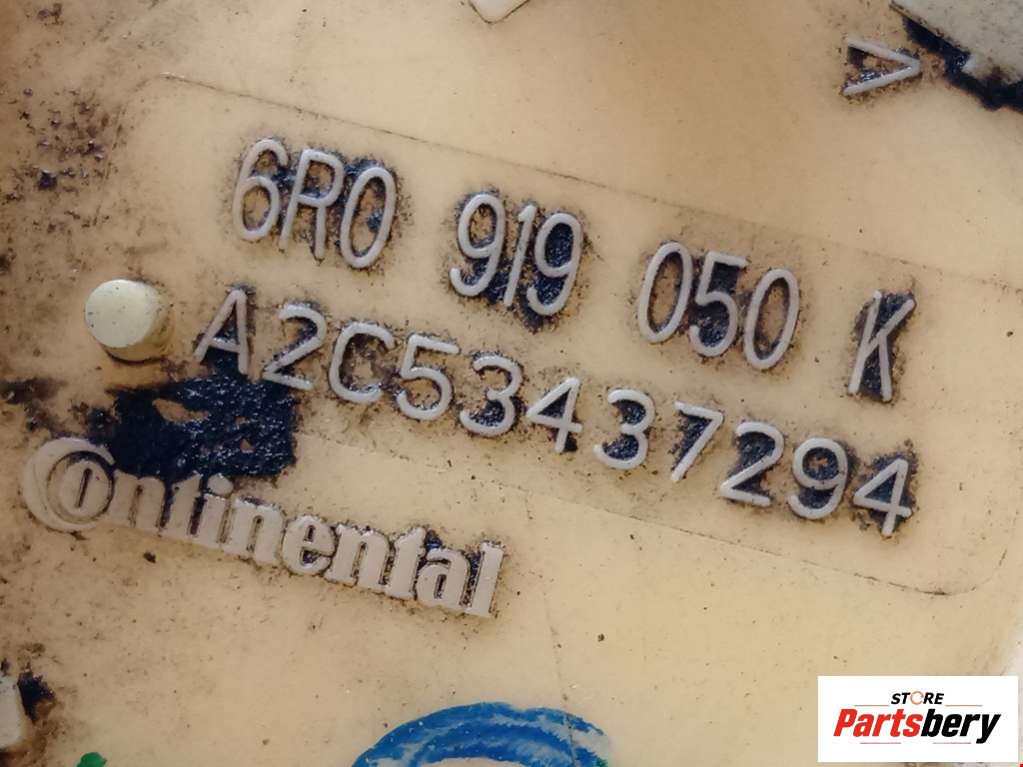 >
6R0 919 050 K
A2C53437294
Continental
STORE
Partsbery